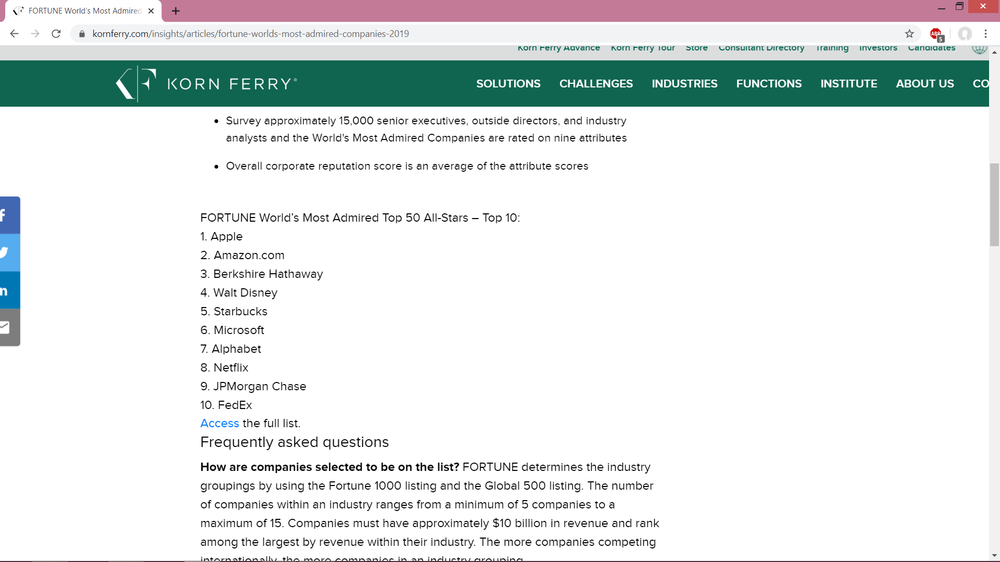 FORTUNE World's Most Admired
kornferry.com/insights/articles/fortune-worlds-most-admired-companies-2019
ABP
5
Korn Ferry Advance Korn Ferry Tour Store Consultant Directory Training Investors Candidates
KORN FERRY®
SOLUTIONS CHALLENGES INDUSTRIES FUNCTIONS INSTITUTE ABOUT US CO
• Survey approximately 15,000 senior executives, outside directors, and industry
analysts and the World's Most Admired Companies are rated on nine attributes
• Overall corporate reputation score is an average of the attribute scores
FORTUNE World’s Most Admired Top 50 All-Stars – Top 10:
1. Apple
2. Amazon.com
3. Berkshire Hathaway
4. Walt Disney
5. Starbucks
6. Microsoft
7. Alphabet
8. Netflix
9. JPMorgan Chase
10. FedEx
Access the full list.
Frequently asked questions
How are companies selected to be on the list? FORTUNE determines the industry
groupings by using the Fortune 1000 listing and the Global 500 listing. The number
of companies within an industry ranges from a minimum of 5 companies to a
maximum of 15. Companies must have approximately $10 billion in revenue and rank
among the largest by revenue within their industry. The more companies competing
internationally, the more companies in an industry grouping.